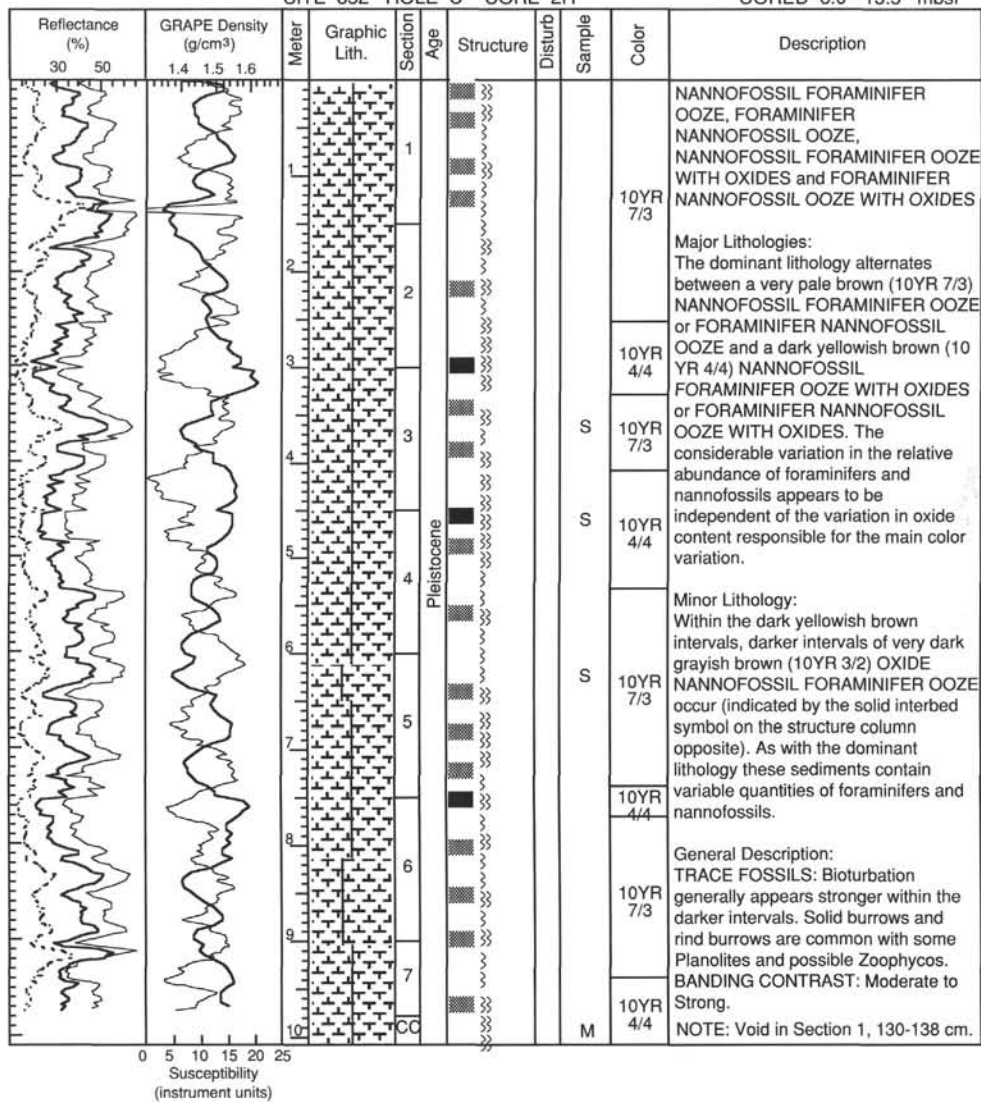 Reflectance
(%)
30 50
GRAPE Density
(g/cm³)
1.4 1.5 1.6
Meter
Graphic
Lith.
Section
Age
Structure
Disturb
Sample
Color
Description
1
2
3
4
5
6
7
8
9
10
1
2
3
4
5
6
7
CC
Pleistocene
S
S
S
M
10YR
7/3
10YR
4/4
10YR
7/3
10YR
4/4
10YR
7/3
10YR
4/4
10YR
7/3
10YR
4/4
NANNOFOSSIL FORAMINIFER
OOZE, FORAMINIFER
NANNOFOSSIL OOZE,
NANNOFOSSIL FORAMINIFER OOZE
WITH OXIDES and FORAMINIFER
NANNOFOSSIL OOZE WITH OXIDES
Major Lithologies:
The dominant lithology alternates
between a very pale brown (10YR 7/3)
NANNOFOSSIL FORAMINIFER OOZE
or FORAMINIFER NANNOFOSSIL
OOZE and a dark yellowish brown (10
YR 4/4) NANNOFOSSIL
FORAMINIFER OOZE WITH OXIDES
or FORAMINIFER NANNOFOSSIL
OOZE WITH OXIDES. The
considerable variation in the relative
abundance of foraminifers and
nannofossils appears to be
independent of the variation in oxide
content responsible for the main color
variation.
Minor Lithology:
Within the dark yellowish brown
intervals, darker intervals of very dark
grayish brown (10YR 3/2) OXIDE
NANNOFOSSIL FORAMINIFER OOZE
occur (indicated by the solid interbed
symbol on the structure column
opposite). As with the dominant
lithology these sediments contain
variable quantities of foraminifers and
nannofossils.
General Description:
TRACE FOSSILS: Bioturbation
generally appears stronger within the
darker intervals. Solid burrows and
rind burrows are common with some
Planolites and possible Zoophycos.
BANDING CONTRAST: Moderate to
Strong.
NOTE: Void in Section 1, 130-138 cm.
0 5 10 15 20 25
Susceptibility
(instrument units)